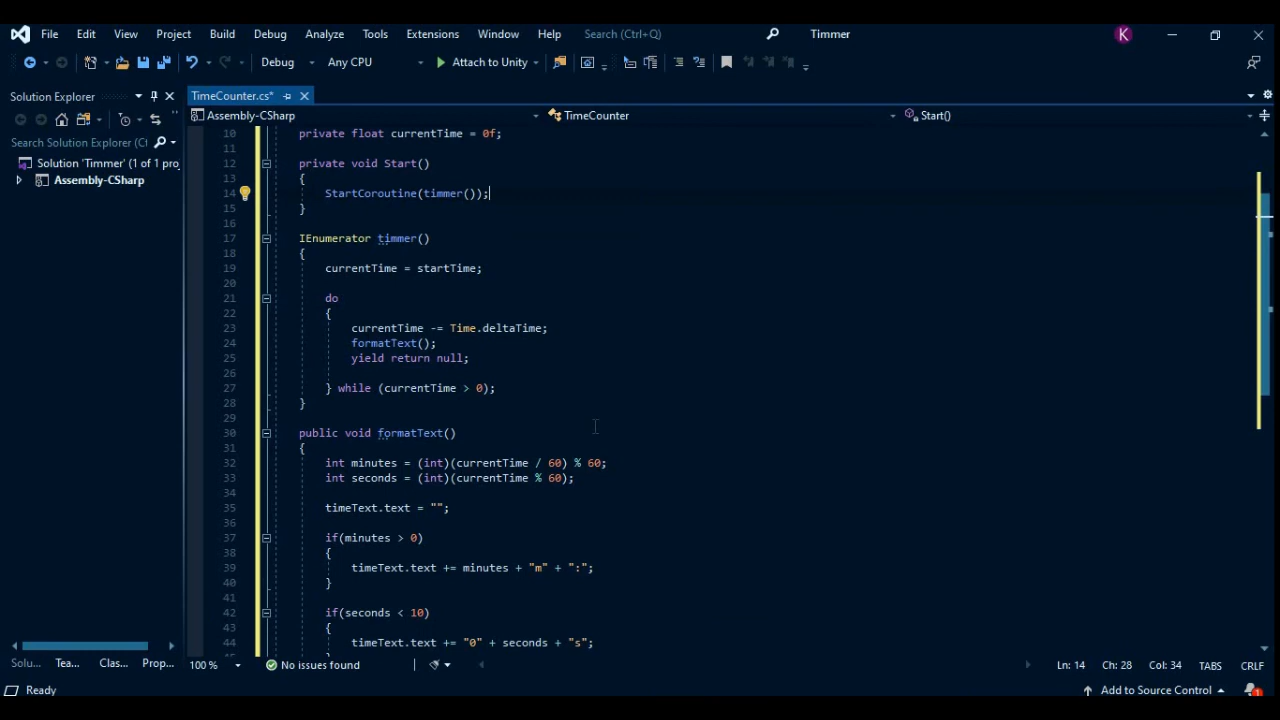 File Edit View Project Build Debug Analyze Tools Extensions Window Help Search (Ctrl+Q) Timmer K
Debug Any CPU Attach to Unity
Solution Explorer TimeCounter.cs*
Assembly-CSharp TimeCounter Start()
Search Solution Explorer (Ct
Solution 'Timmer' (1 of 1 proj
Assembly-CSharp
10 private float currentTime = 0f;
11
12 private void Start()
13 {
14 StartCoroutine(timmer());
15 }
16
17 IEnumerator timmer()
18 {
19 currentTime = startTime;
20
21 do
22 {
23 currentTime -= Time.deltaTime;
24 formatText();
25 yield return null;
26
27 } while (currentTime > 0);
28 }
29
30 public void formatText()
31 {
32 int minutes = (int)(currentTime / 60) % 60;
33 int seconds = (int)(currentTime % 60);
34
35 timeText.text = "";
36
37 if(minutes > 0)
38 {
39 timeText.text += minutes + "m" + ":";
40 }
41
42 if(seconds < 10)
43 {
44 timeText.text += "0" + seconds + "s";
Solu... Tea... Clas... Prop... 100 % No issues found Ln: 14 Ch: 28 Col: 34 TABS CRLF
Ready Add to Source Control 1